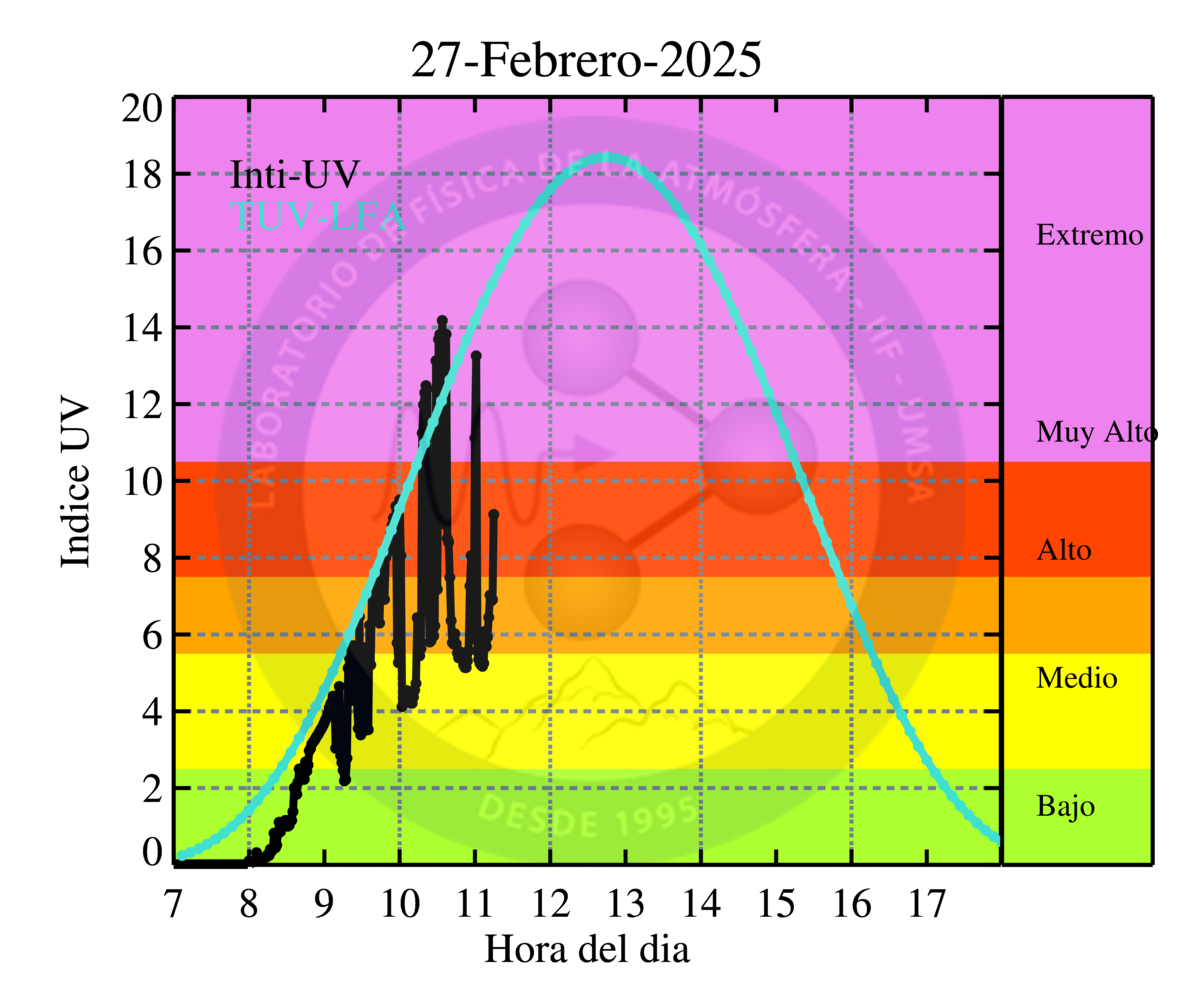 27-Febrero-2025
Inti-UV
TUV-LFA
Indice UV
20
18
16
14
12
10
8
6
4
2
0
7 8 9 10 11 12 13 14 15 16 17
Hora del dia
Extremo
Muy Alto
Alto
Medio
Bajo
LABORATORIO DE FÍSICA DE LA ATMÓSFERA - IIF - UMSA
DESDE 1995